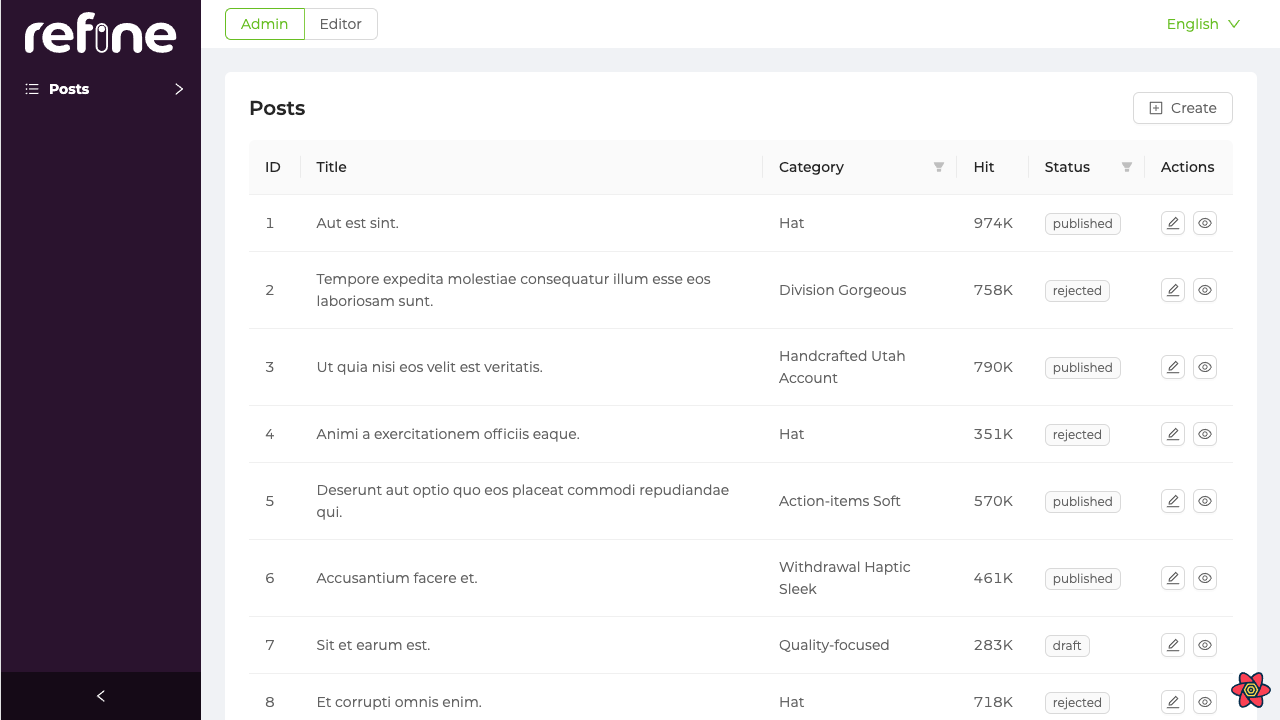 refine
Admin Editor English
Posts
Posts Create
ID Title Category Hit Status Actions
1 Aut est sint. Hat 974K published
2 Tempore expedita molestiae consequatur illum esse eos
laboriosam sunt. Division Gorgeous 758K rejected
3 Ut quia nisi eos velit est veritatis. Handcrafted Utah
Account 790K published
4 Animi a exercitationem officiis eaque. Hat 351K rejected
5 Deserunt aut optio quo eos placeat commodi repudiandae
qui. Action-items Soft 570K published
6 Accusantium facere et. Withdrawal Haptic
Sleek 461K published
7 Sit et earum est. Quality-focused 283K draft
8 Et corrupti omnis enim. Hat 718K rejected